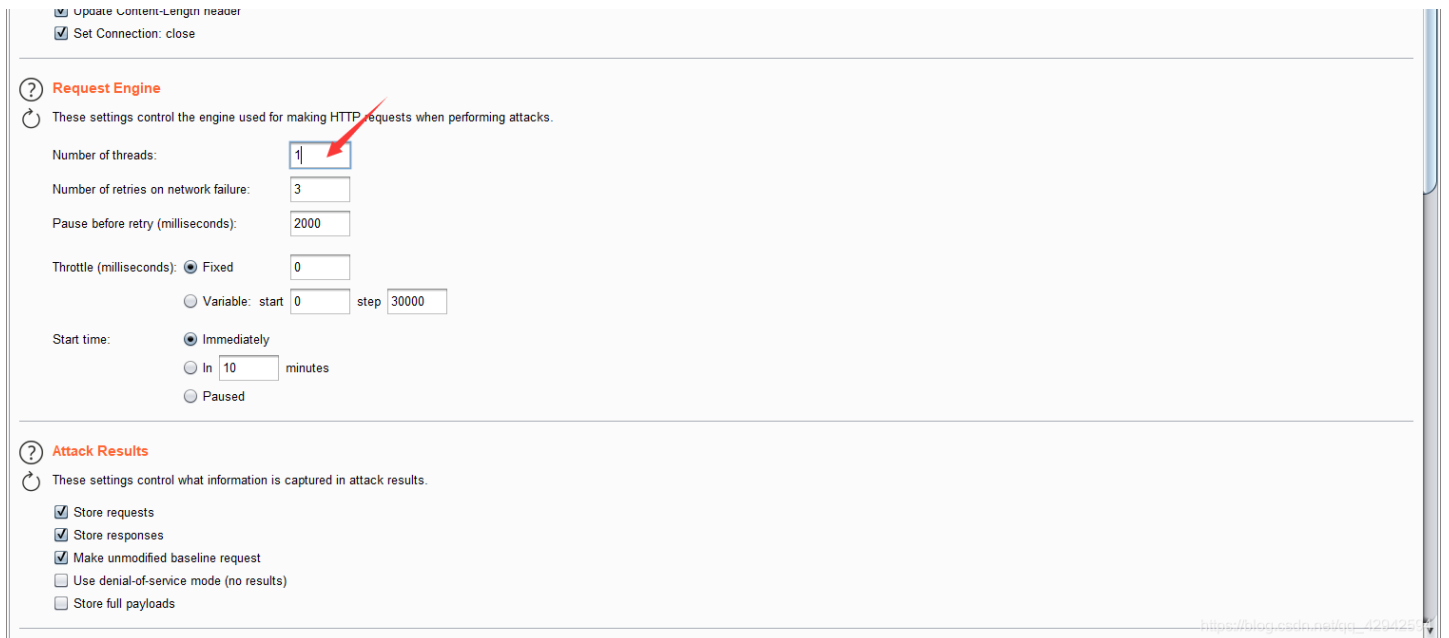 Update Content-Length header
Set Connection: close
Request Engine
These settings control the engine used for making HTTP requests when performing attacks.
Number of threads: 1
Number of retries on network failure: 3
Pause before retry (milliseconds): 2000
Throttle (milliseconds): Fixed 0
Variable: start 0 step 30000
Start time: Immediately
In 10 minutes
Paused
Attack Results
These settings control what information is captured in attack results.
Store requests
Store responses
Make unmodified baseline request
Use denial-of-service mode (no results)
Store full payloads